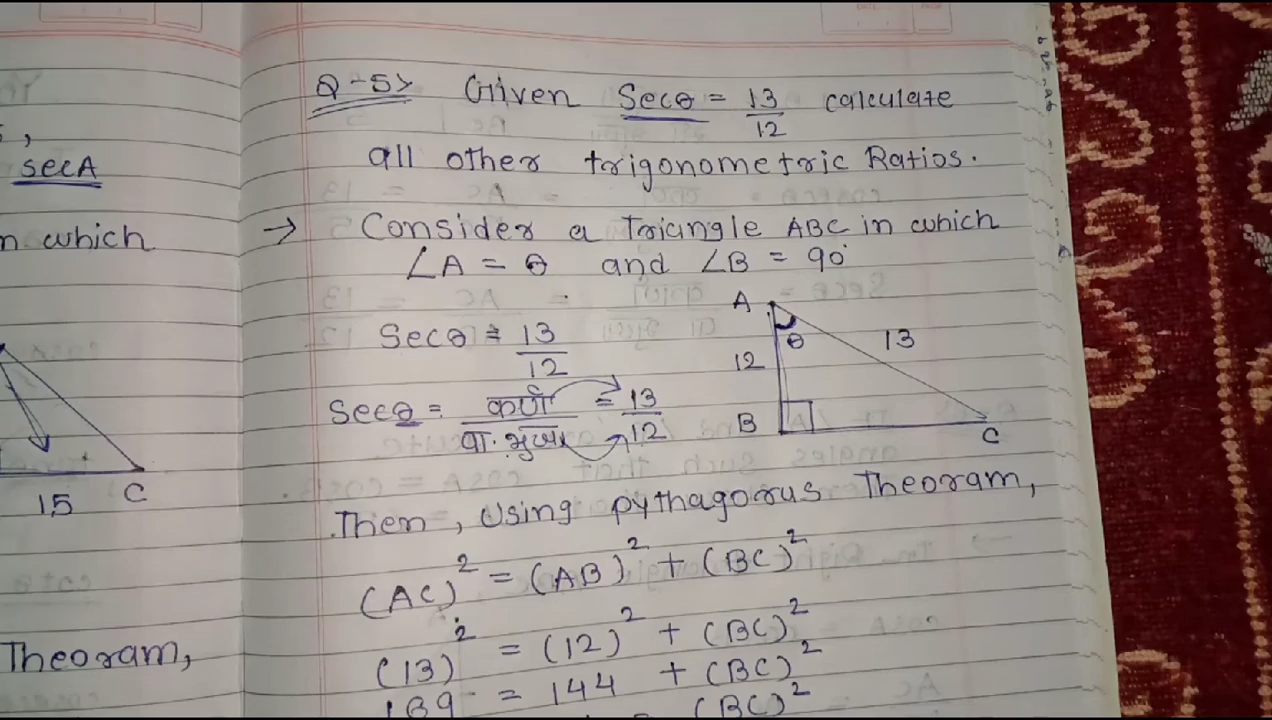 secA
n which
15 C
Theoram,
Q-5> Given Secθ = 13/12 calculate
all other trigonometric Ratios.
→ Consider a Triangle ABC in which
∠A = θ and ∠B = 90°
Secθ = 13/12
Secθ = कर्ण/पा. भुजा = 13/12
A
θ
12
13
B
C
Then, Using pythagorus Theoram,
(AC)² = (AB)² + (BC)²
(13)² = (12)² + (BC)²
169 = 144 + (BC)²
(BC)²